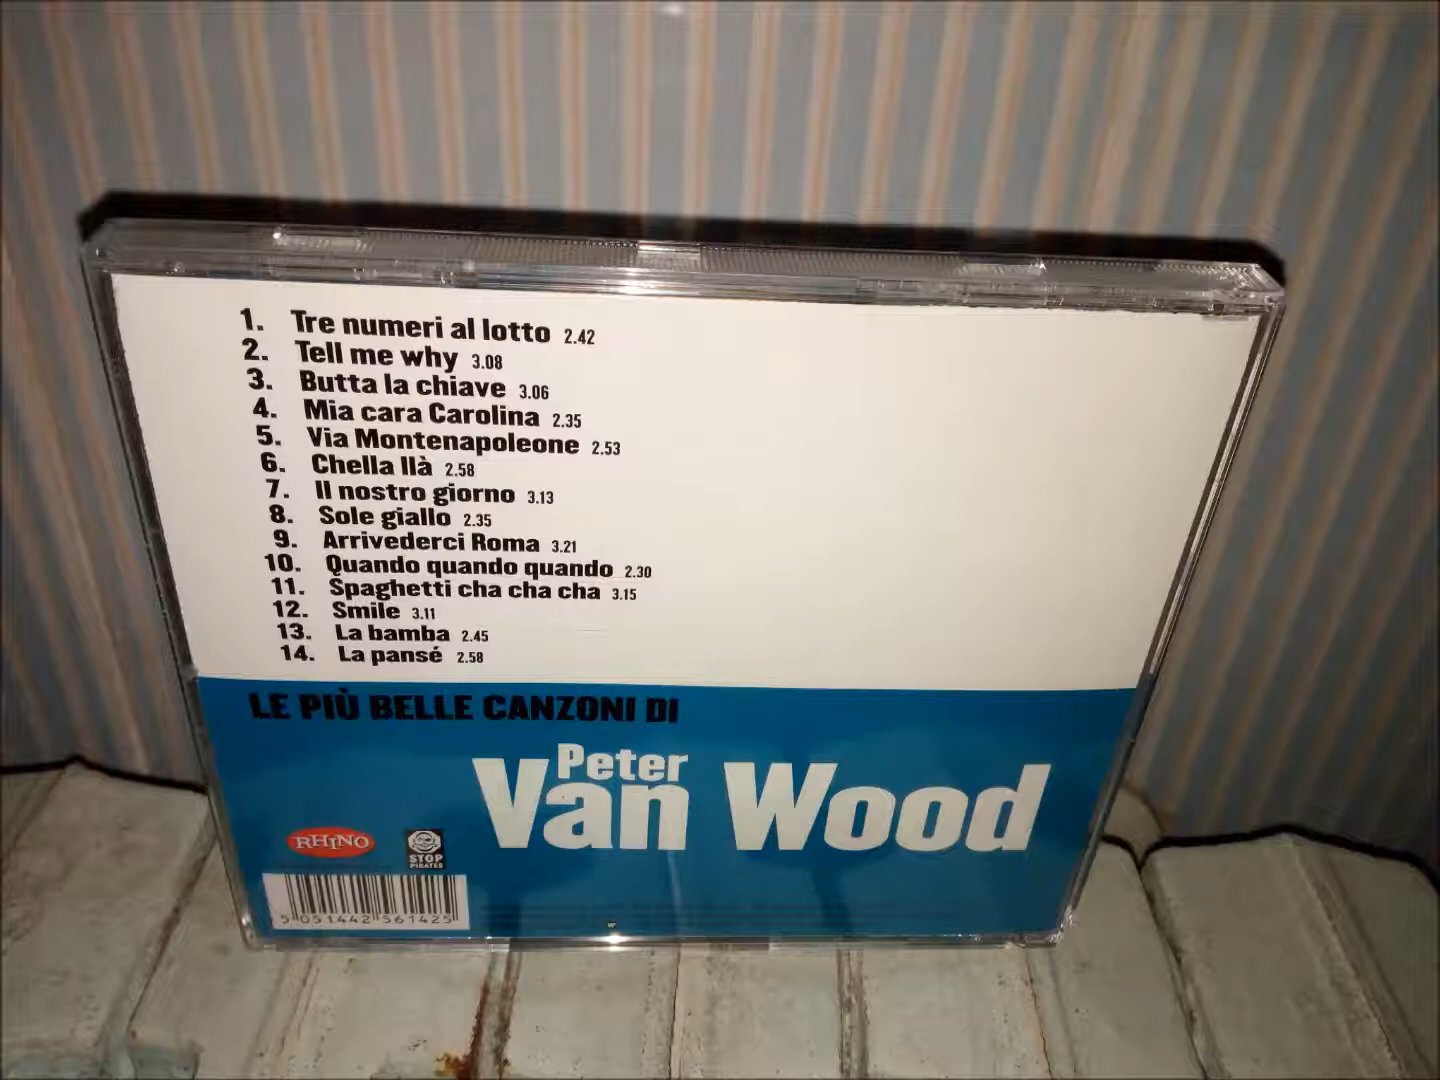 1. Tre numeri al lotto 2.42
2. Tell me why 3.08
3. Butta la chiave 3.06
4. Mia cara Carolina 2.35
5. Via Montenapoleone 2.53
6. Chella llà 2.58
7. Il nostro giorno 3.13
8. Sole giallo 2.35
9. Arrivederci Roma 3.21
10. Quando quando quando 2.30
11. Spaghetti cha cha cha 3.15
12. Smile 3.11
13. La bamba 2.45
14. La pansé 2.58
LE PIÙ BELLE CANZONI DI
Peter
Van Wood
RHINO
STOP
PIRATES
5 051442 561425